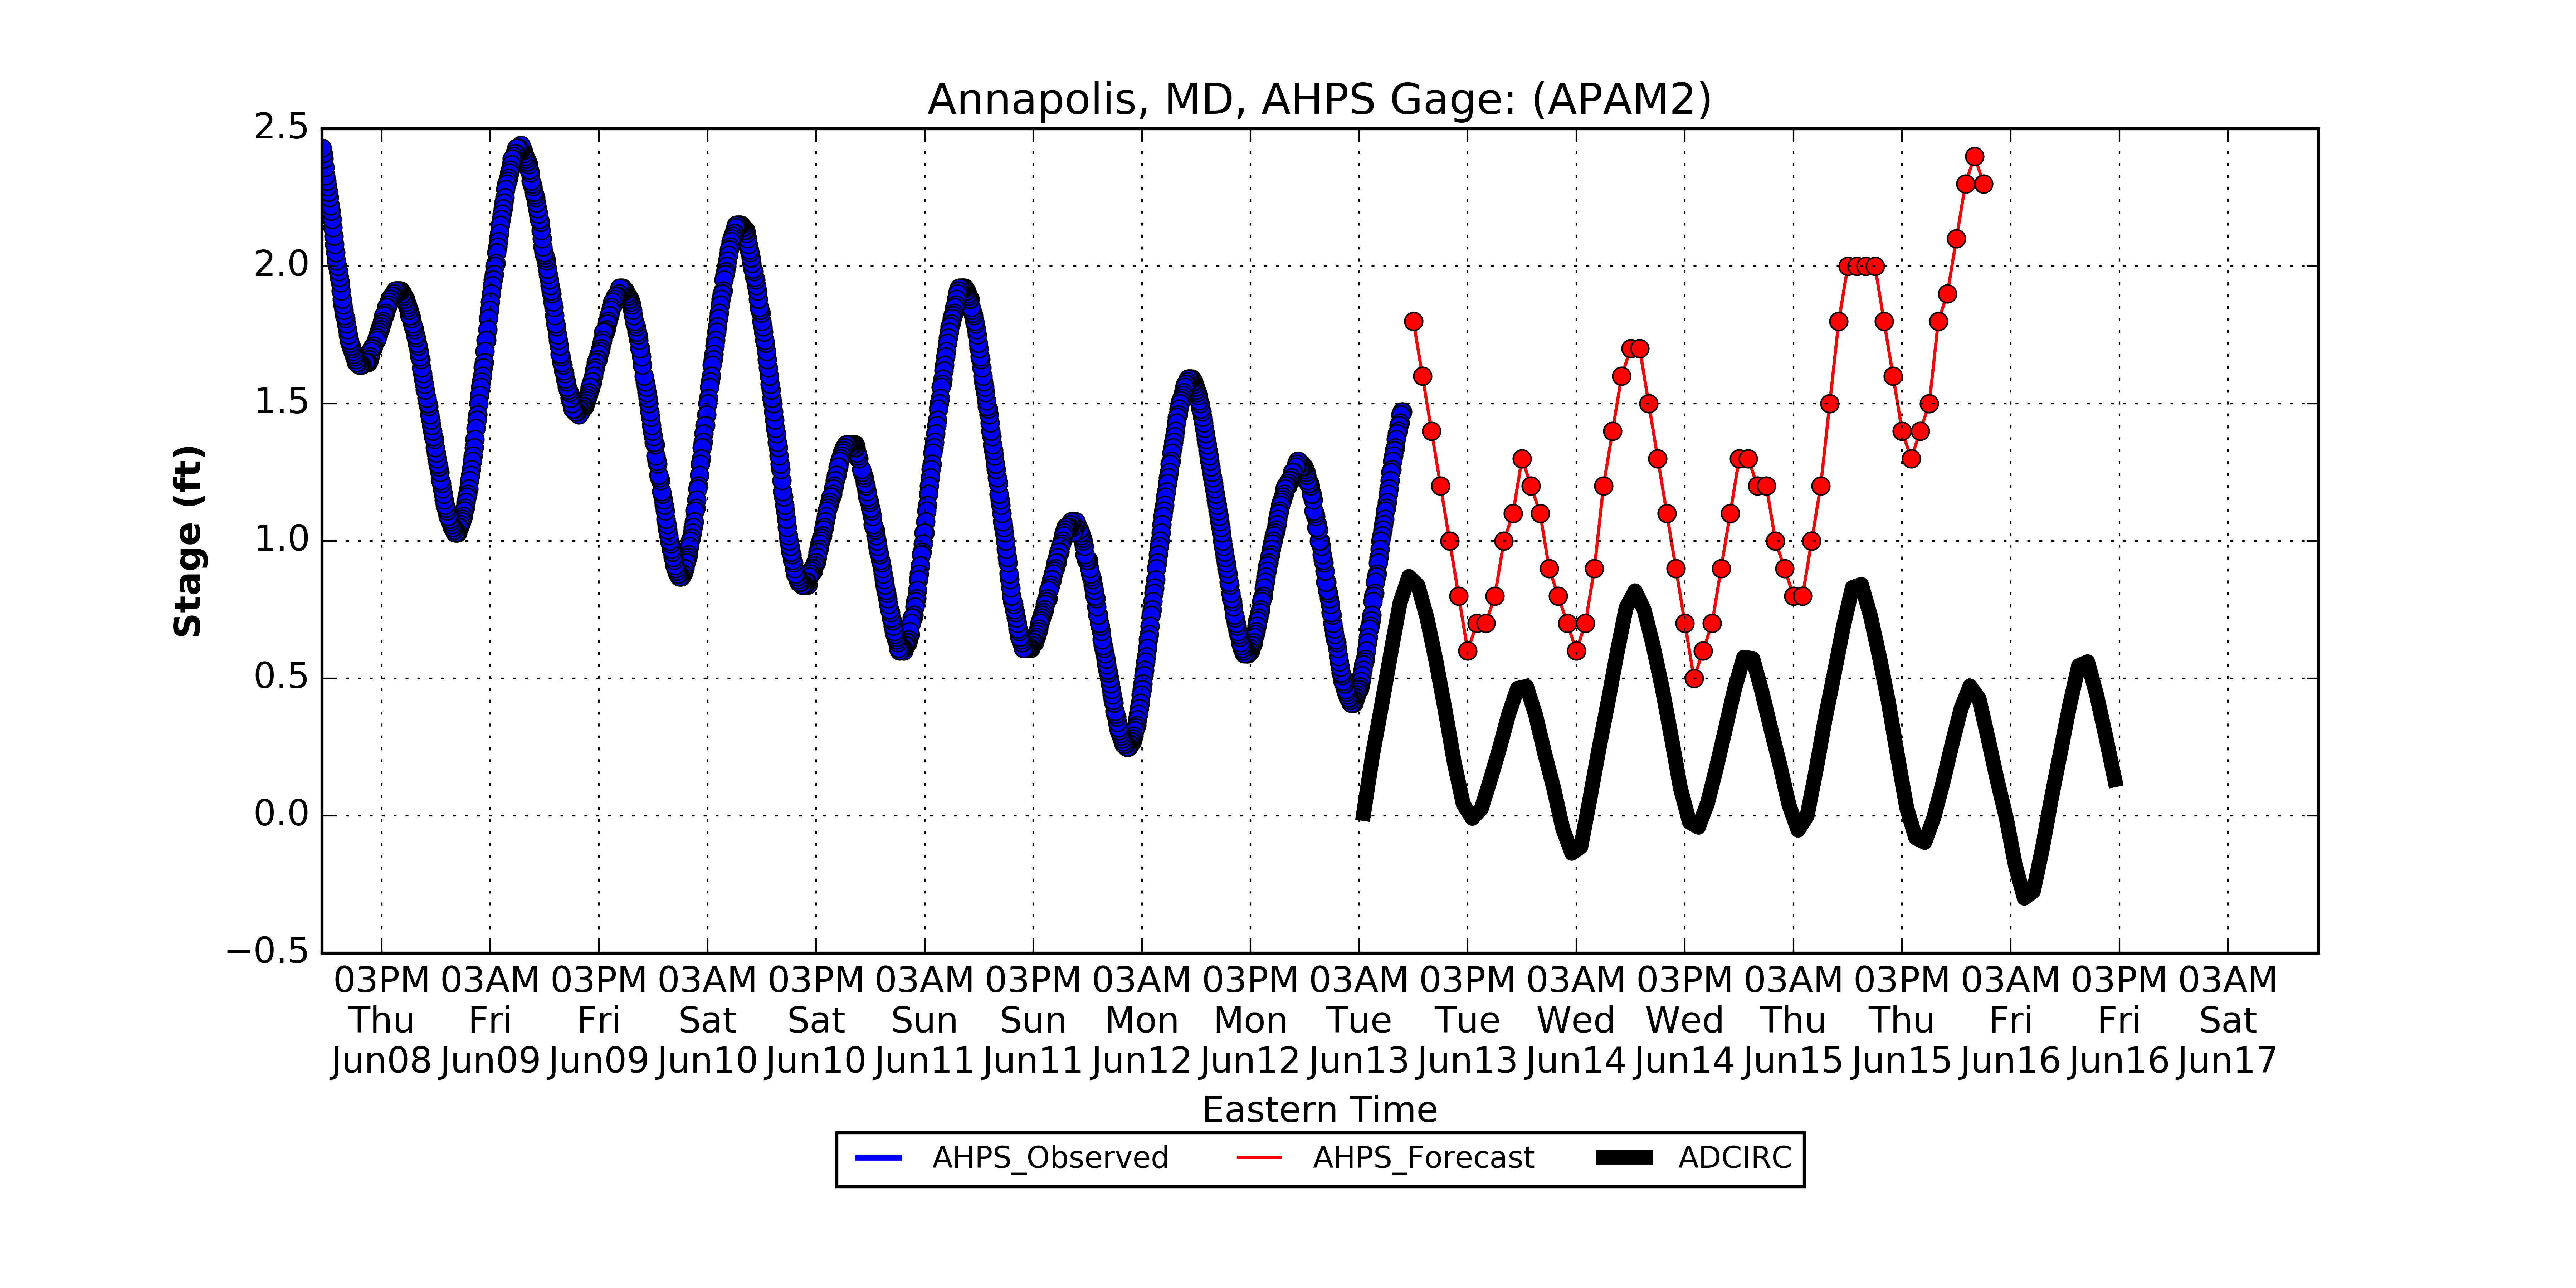 Annapolis, MD, AHPS Gage: (APAM2)
2.5
2.0
1.5
1.0
0.5
0.0
−0.5
Stage (ft)
03PM 03AM 03PM 03AM 03PM 03AM 03PM 03AM 03PM 03AM 03PM 03AM 03PM 03AM 03PM 03AM 03PM 03AM
Thu Fri Fri Sat Sat Sun Sun Mon Mon Tue Tue Wed Wed Thu Thu Fri Fri Sat
Jun08 Jun09 Jun09 Jun10 Jun10 Jun11 Jun11 Jun12 Jun12 Jun13 Jun13 Jun14 Jun14 Jun15 Jun15 Jun16 Jun16 Jun17
Eastern Time
AHPS_Observed AHPS_Forecast ADCIRC